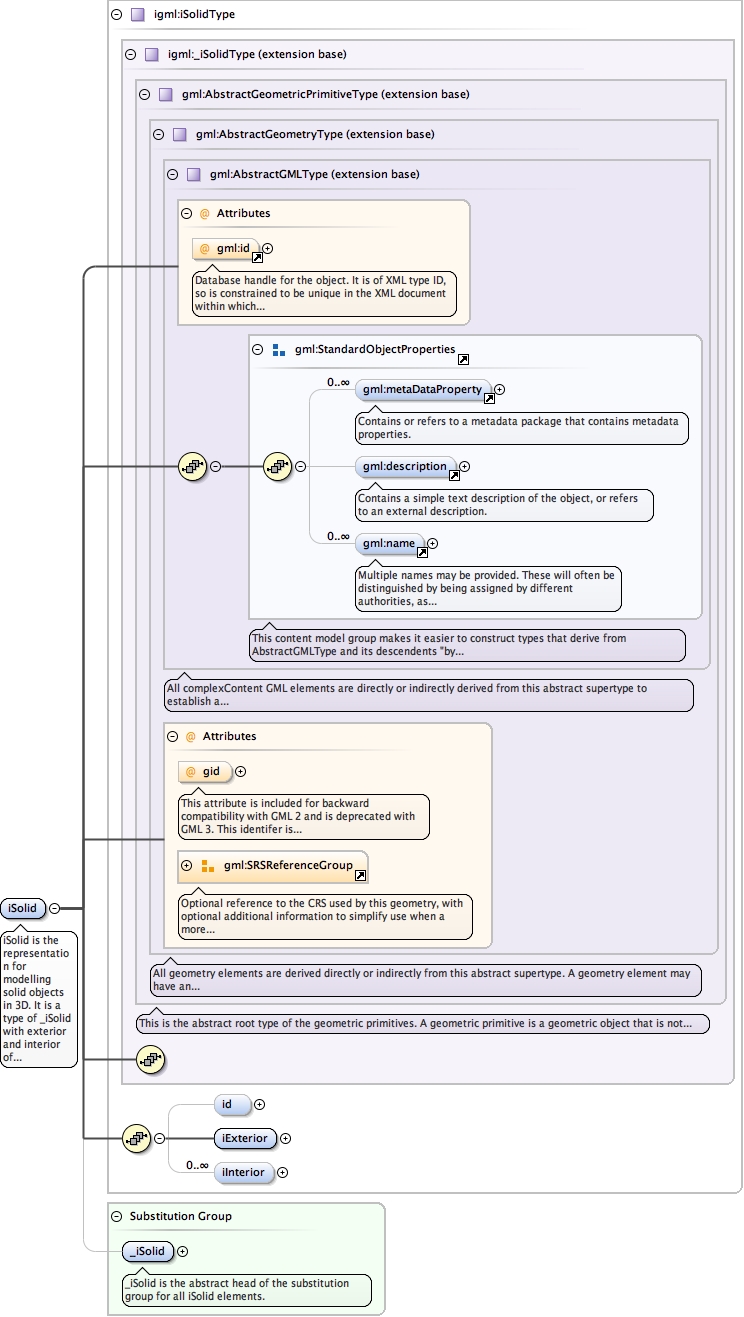 igml:iSolidType
igml:_iSolidType (extension base)
gml:AbstractGeometricPrimitiveType (extension base)
gml:AbstractGeometryType (extension base)
gml:AbstractGMLType (extension base)
@ Attributes
@ gml:id
Database handle for the object. It is of XML type ID,
so is constrained to be unique in the XML document
within which...
gml:StandardObjectProperties
0..∞
gml:metaDataProperty
Contains or refers to a metadata package that contains metadata
properties.
gml:description
Contains a simple text description of the object, or refers
to an external description.
0..∞
gml:name
Multiple names may be provided. These will often be
distinguished by being assigned by different
authorities, as...
This content model group makes it easier to construct types that derive from
AbstractGMLType and its descendents "by...
All complexContent GML elements are directly or indirectly derived from this abstract supertype to
establish a...
@ Attributes
@ gid
This attribute is included for backward
compatibility with GML 2 and is deprecated with
GML 3. This identifer is...
gml:SRSReferenceGroup
Optional reference to the CRS used by this geometry, with
optional additional information to simplify use when a
more...
All geometry elements are derived directly or indirectly from this abstract supertype. A geometry element may
have an...
This is the abstract root type of the geometric primitives. A geometric primitive is a geometric object that is not...
iSolid
iSolid is the
representatio
n for
modelling
solid objects
in 3D. It is a
type of _iSolid
with exterior
and interior
of...
id
iExterior
0..∞
iInterior
Substitution Group
_iSolid
_iSolid is the abstract head of the substitution
group for all iSolid elements.